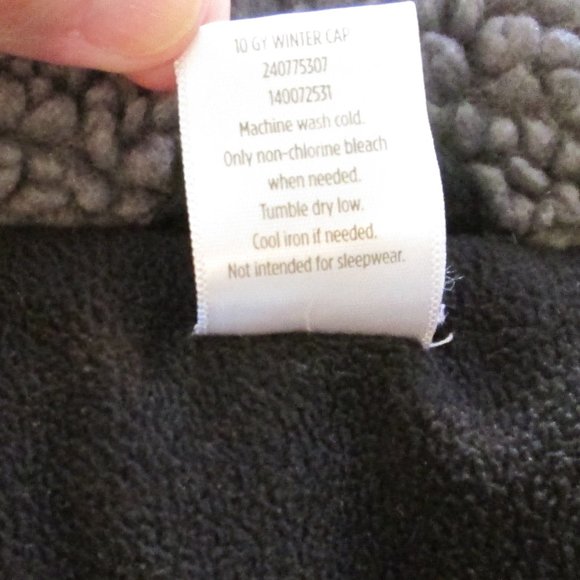 10 GY WINTER CAP
240775307
140072531
Machine wash cold.
Only non-chlorine bleach
when needed.
Tumble dry low.
Cool iron if needed.
Not intended for sleepwear.